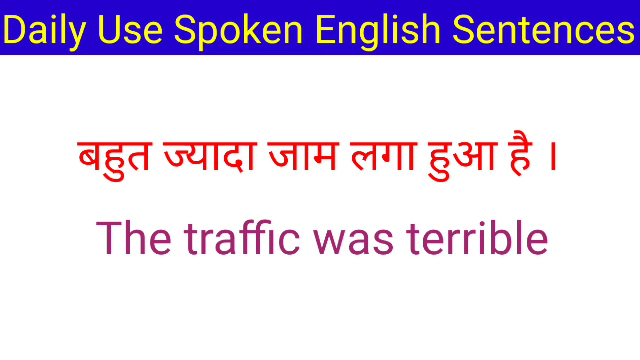 Daily Use Spoken English Sentences
बहुत ज्यादा जाम लगा हुआ है ।
The traffic was terrible